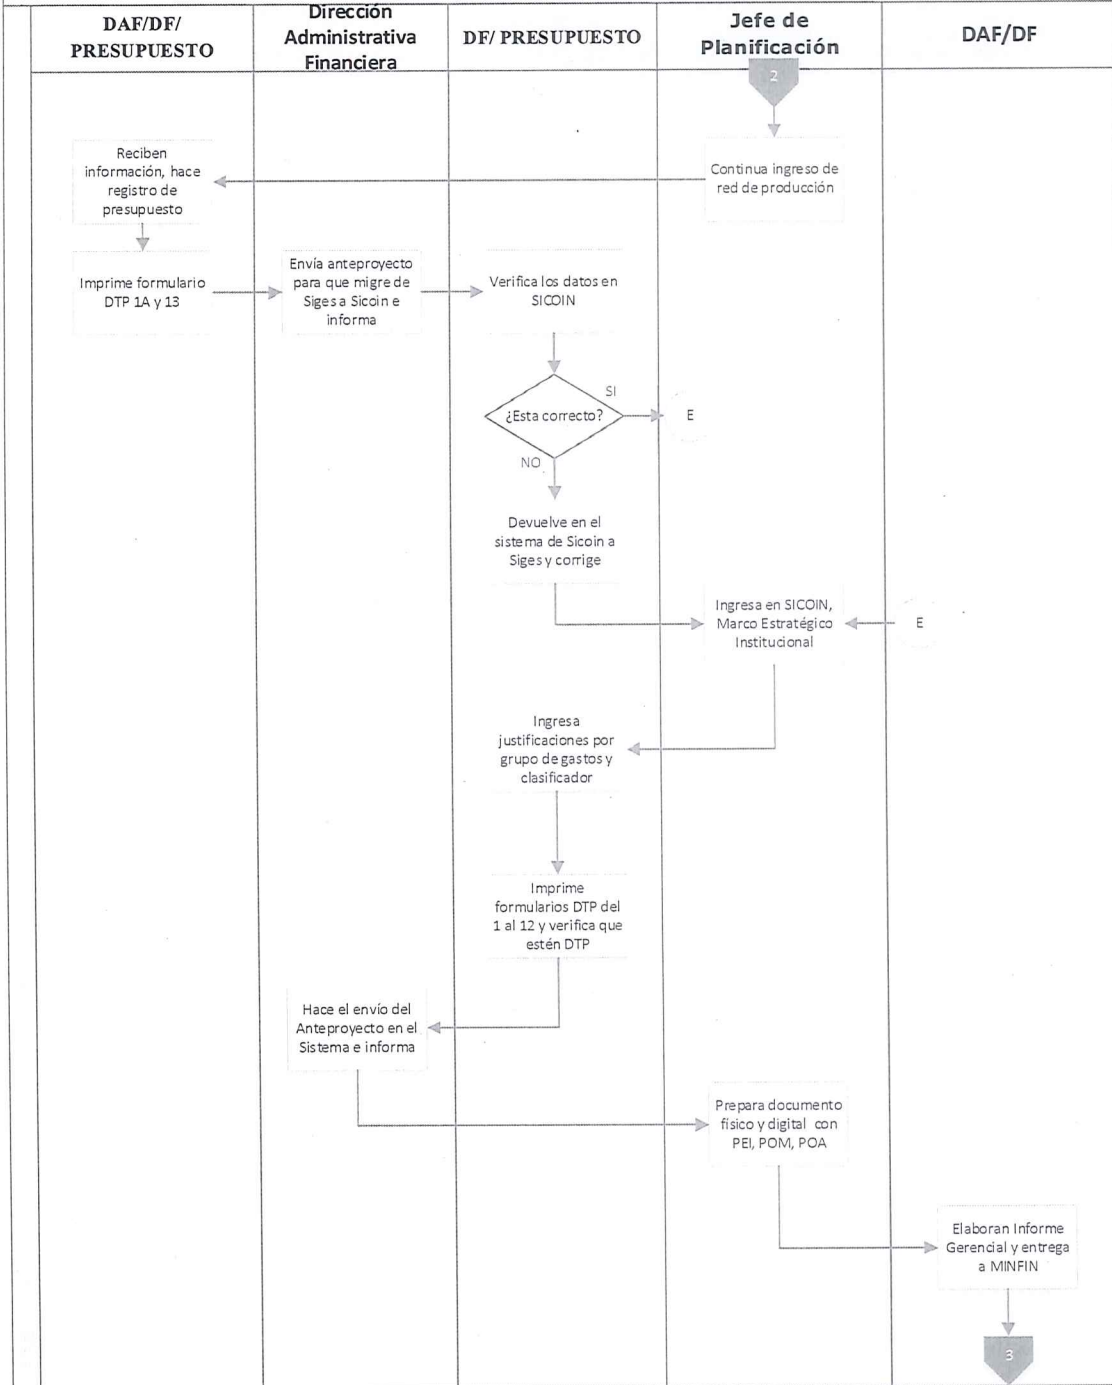 DAF/DF/
PRESUPUESTO
Dirección
Administrativa
Financiera
DF/ PRESUPUESTO
Jefe de
Planificación
DAF/DF
2
Continua ingreso de
red de producción
Reciben
información, hace
registro de
presupuesto
Imprime formulario
DTP 1A y 13
Envía anteproyecto
para que migre de
Siges a Sicoin e
informa
Verifica los datos en
SICOIN
¿Esta correcto?
SI
E
NO
Devuelve en el
sistema de Sicoin a
Siges y corrige
Ingresa en SICOIN,
Marco Estratégico
Institucional
E
Ingresa
justificaciones por
grupo de gastos y
clasificador
Imprime
formularios DTP del
1 al 12 y verifica que
estén DTP
Hace el envío del
Anteproyecto en el
Sistema e informa
Prepara documento
físico y digital con
PEI, POM, POA
Elaboran Informe
Gerencial y entrega
a MINFIN
3